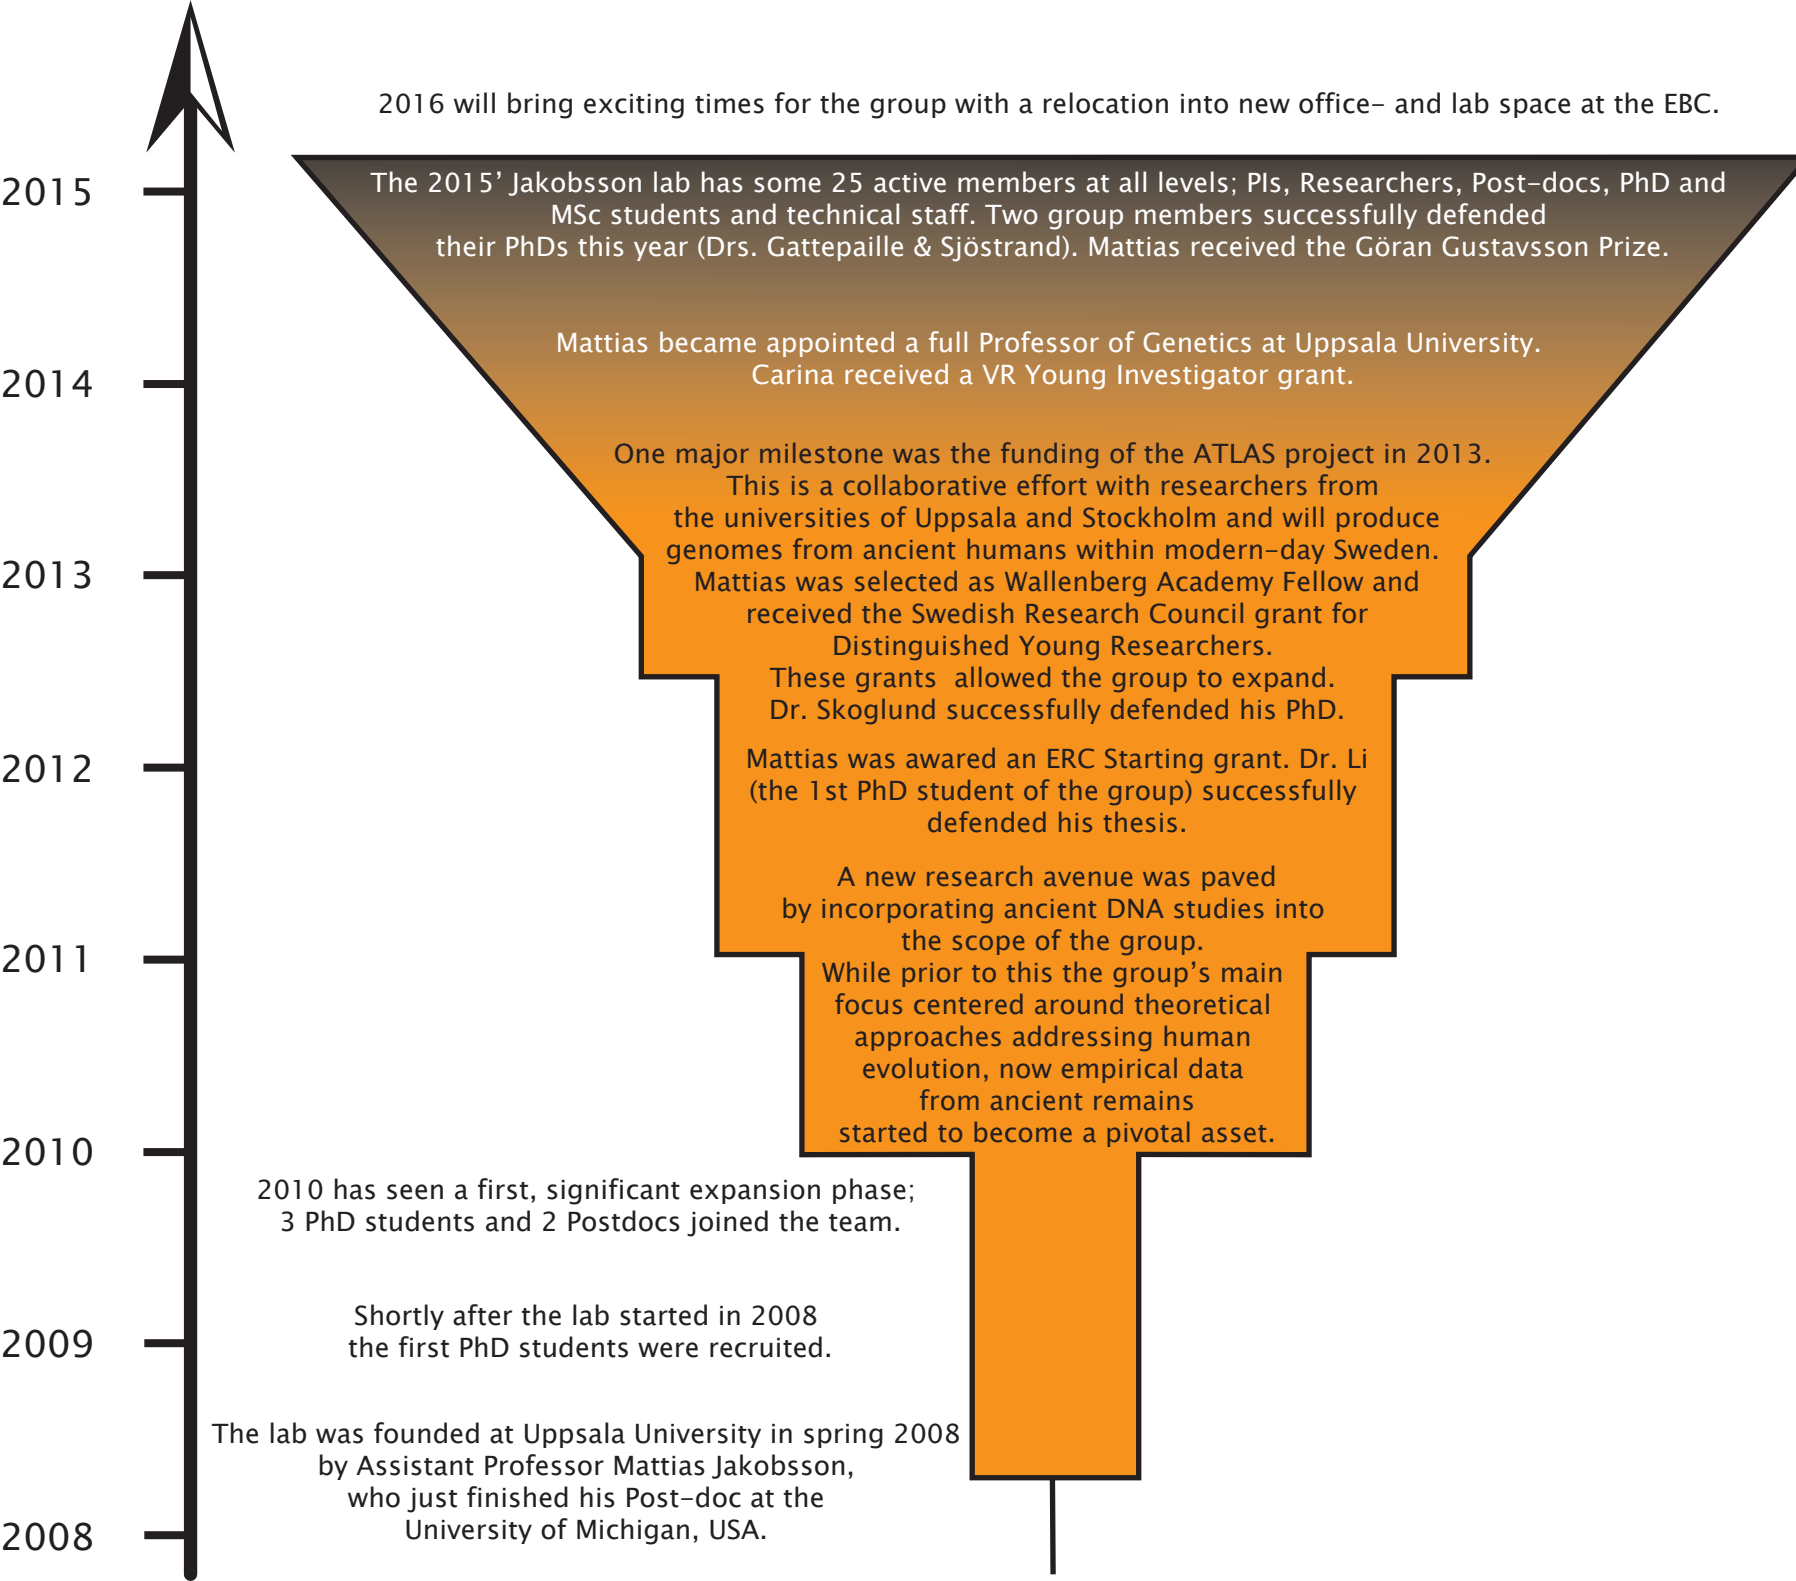 2016 will bring exciting times for the group with a relocation into new office- and lab space at the EBC.
2015
The 2015’ Jakobsson lab has some 25 active members at all levels; PIs, Researchers, Post-docs, PhD and
MSc students and technical staff. Two group members successfully defended
their PhDs this year (Drs. Gattepaille & Sjöstrand). Mattias received the Göran Gustavsson Prize.
Mattias became appointed a full Professor of Genetics at Uppsala University.
Carina received a VR Young Investigator grant.
2014
One major milestone was the funding of the ATLAS project in 2013.
This is a collaborative effort with researchers from
the universities of Uppsala and Stockholm and will produce
genomes from ancient humans within modern-day Sweden.
2013
Mattias was selected as Wallenberg Academy Fellow and
received the Swedish Research Council grant for
Distinguished Young Researchers.
These grants  allowed the group to expand.
Dr. Skoglund successfully defended his PhD.
2012
Mattias was awared an ERC Starting grant. Dr. Li
(the 1st PhD student of the group) successfully
defended his thesis.
A new research avenue was paved
by incorporating ancient DNA studies into
the scope of the group.
2011
While prior to this the group’s main
focus centered around theoretical
approaches addressing human
evolution, now empirical data
from ancient remains
started to become a pivotal asset.
2010
2010 has seen a first, significant expansion phase;
3 PhD students and 2 Postdocs joined the team.
Shortly after the lab started in 2008
the first PhD students were recruited.
2009
The lab was founded at Uppsala University in spring 2008
by Assistant Professor Mattias Jakobsson,
who just finished his Post-doc at the
University of Michigan, USA.
2008